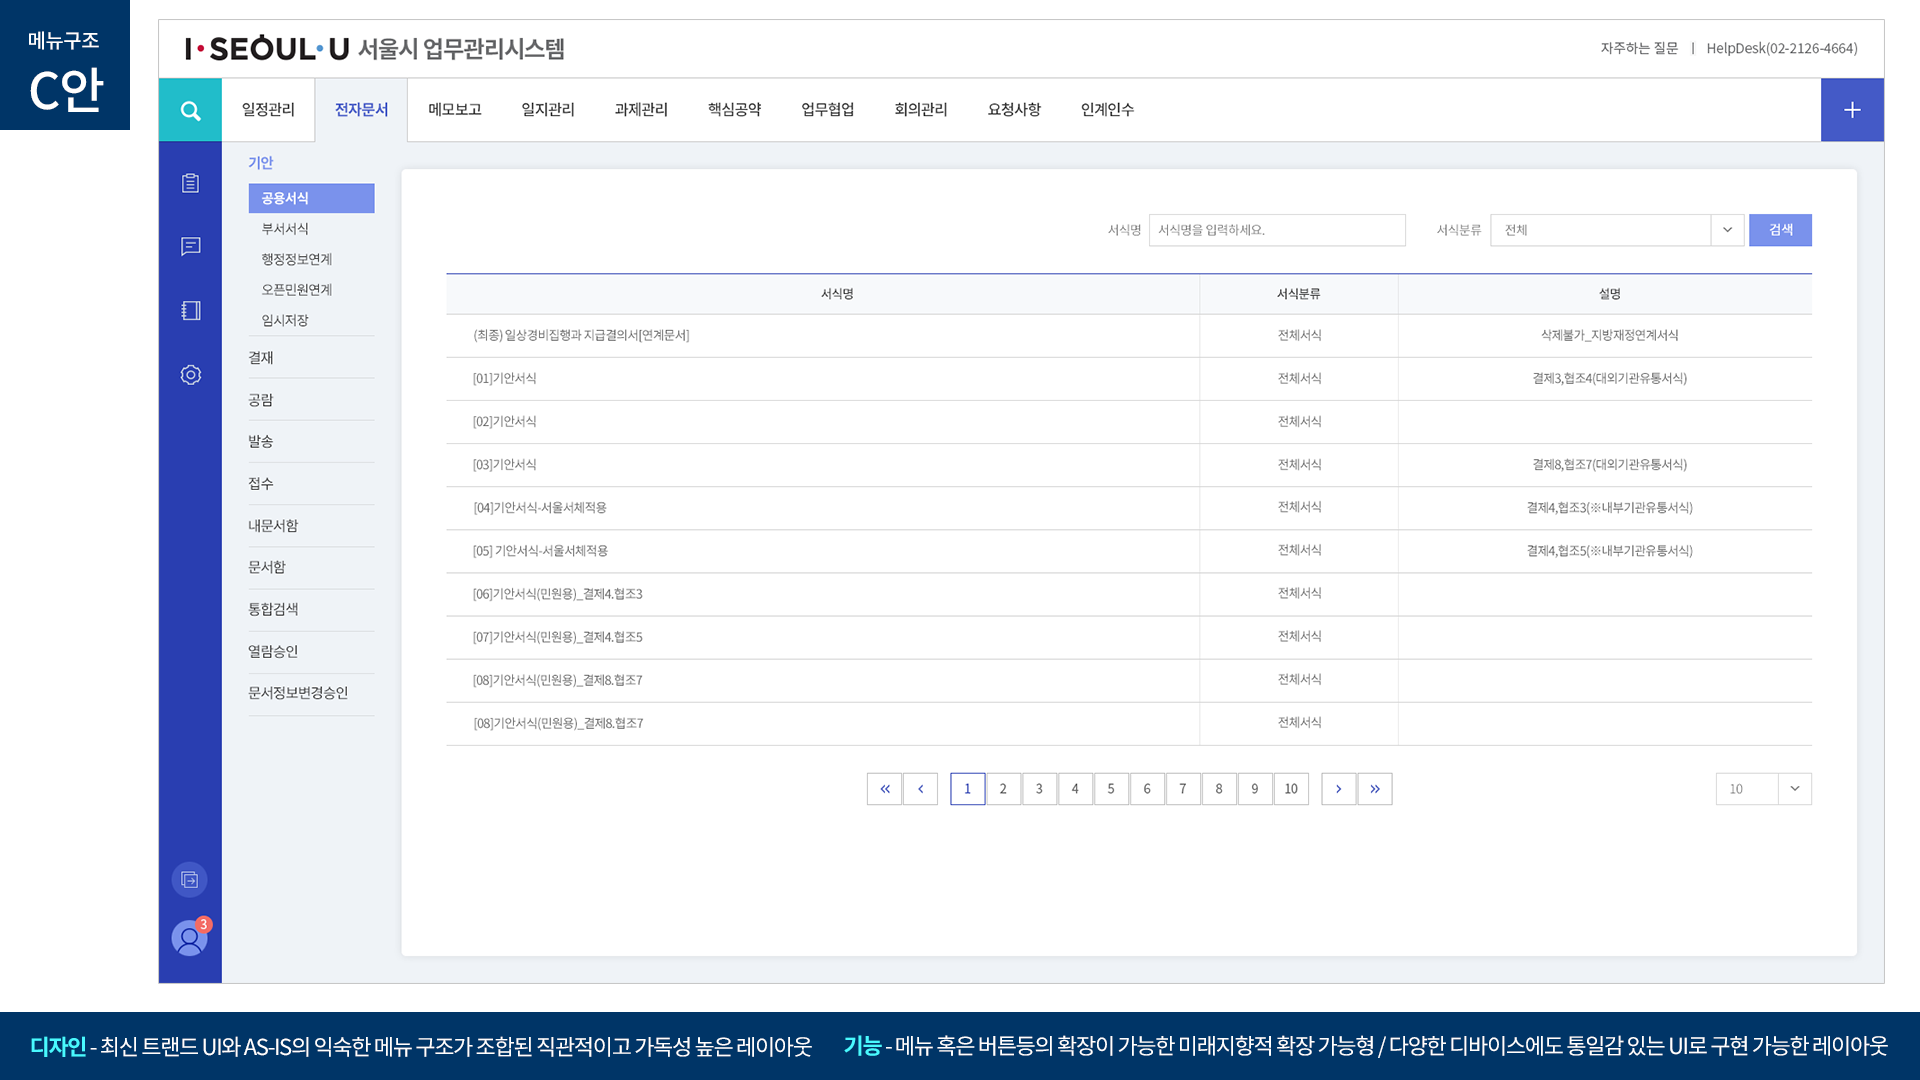 메뉴구조
C안
I·SEOUL·U 서울시 업무관리시스템
자주하는 질문 | HelpDesk(02-2126-4664)
일정관리 전자문서 메모보고 일지관리 과제관리 핵심공약 업무협업 회의관리 요청사항 인계인수 +
기안
공용서식
부서서식
행정정보연계
오픈민원연계
임시저장
결재
공람
발송
접수
내문서함
문서함
통합검색
열람승인
문서정보변경승인
3
서식명 서식명을 입력하세요. 서식분류 전체 검색
서식명 서식분류 설명
(최종) 일상경비집행과 지급결의서[연계문서] 전체서식 삭제불가_지방재정연계서식
[01]기안서식 전체서식 결제3,협조4(대외기관유통서식)
[02]기안서식 전체서식
[03]기안서식 전체서식 결제8,협조7(대외기관유통서식)
[04]기안서식-서울서체적용 전체서식 결제4,협조3(※내부기관유통서식)
[05] 기안서식-서울서체적용 전체서식 결제4,협조5(※내부기관유통서식)
[06]기안서식(민원용)_결제4.협조3 전체서식
[07]기안서식(민원용)_결제4.협조5 전체서식
[08]기안서식(민원용)_결제8.협조7 전체서식
[08]기안서식(민원용)_결제8.협조7 전체서식
« ‹ 1 2 3 4 5 6 7 8 9 10 › » 10
디자인 - 최신 트랜드 UI와 AS-IS의 익숙한 메뉴 구조가 조합된 직관적이고 가독성 높은 레이아웃 기능 - 메뉴 혹은 버튼등의 확장이 가능한 미래지향적 확장 가능형 / 다양한 디바이스에도 통일감 있는 UI로 구현 가능한 레이아웃